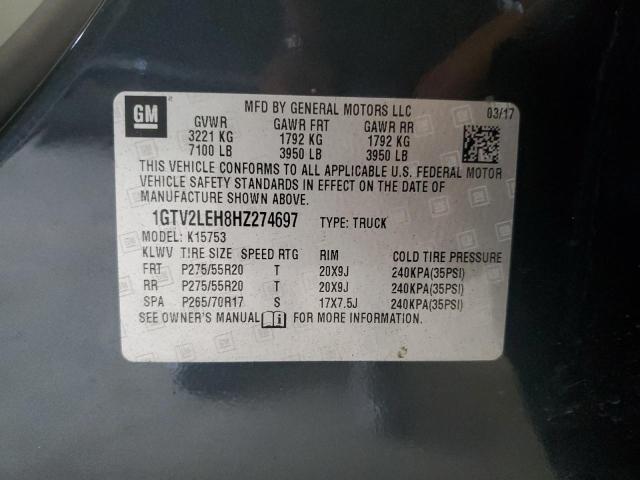 GM MFD BY GENERAL MOTORS LLC 03/17
GVWR GAWR FRT GAWR RR
3221 KG 1792 KG 1792 KG
7100 LB 3950 LB 3950 LB
THIS VEHICLE CONFORMS TO ALL APPLICABLE U.S. FEDERAL MOTOR
VEHICLE SAFETY STANDARDS IN EFFECT ON THE DATE OF
MANUFACTURE SHOWN ABOVE.
1GTV2LEH8HZ274697 TYPE: TRUCK
MODEL: K15753
KLWV TIRE SIZE SPEED RTG RIM COLD TIRE PRESSURE
FRT P275/55R20 T 20X9J 240KPA(35PSI)
RR P275/55R20 T 20X9J 240KPA(35PSI)
SPA P265/70R17 S 17X7.5J 240KPA(35PSI)
SEE OWNER'S MANUAL FOR MORE INFORMATION.